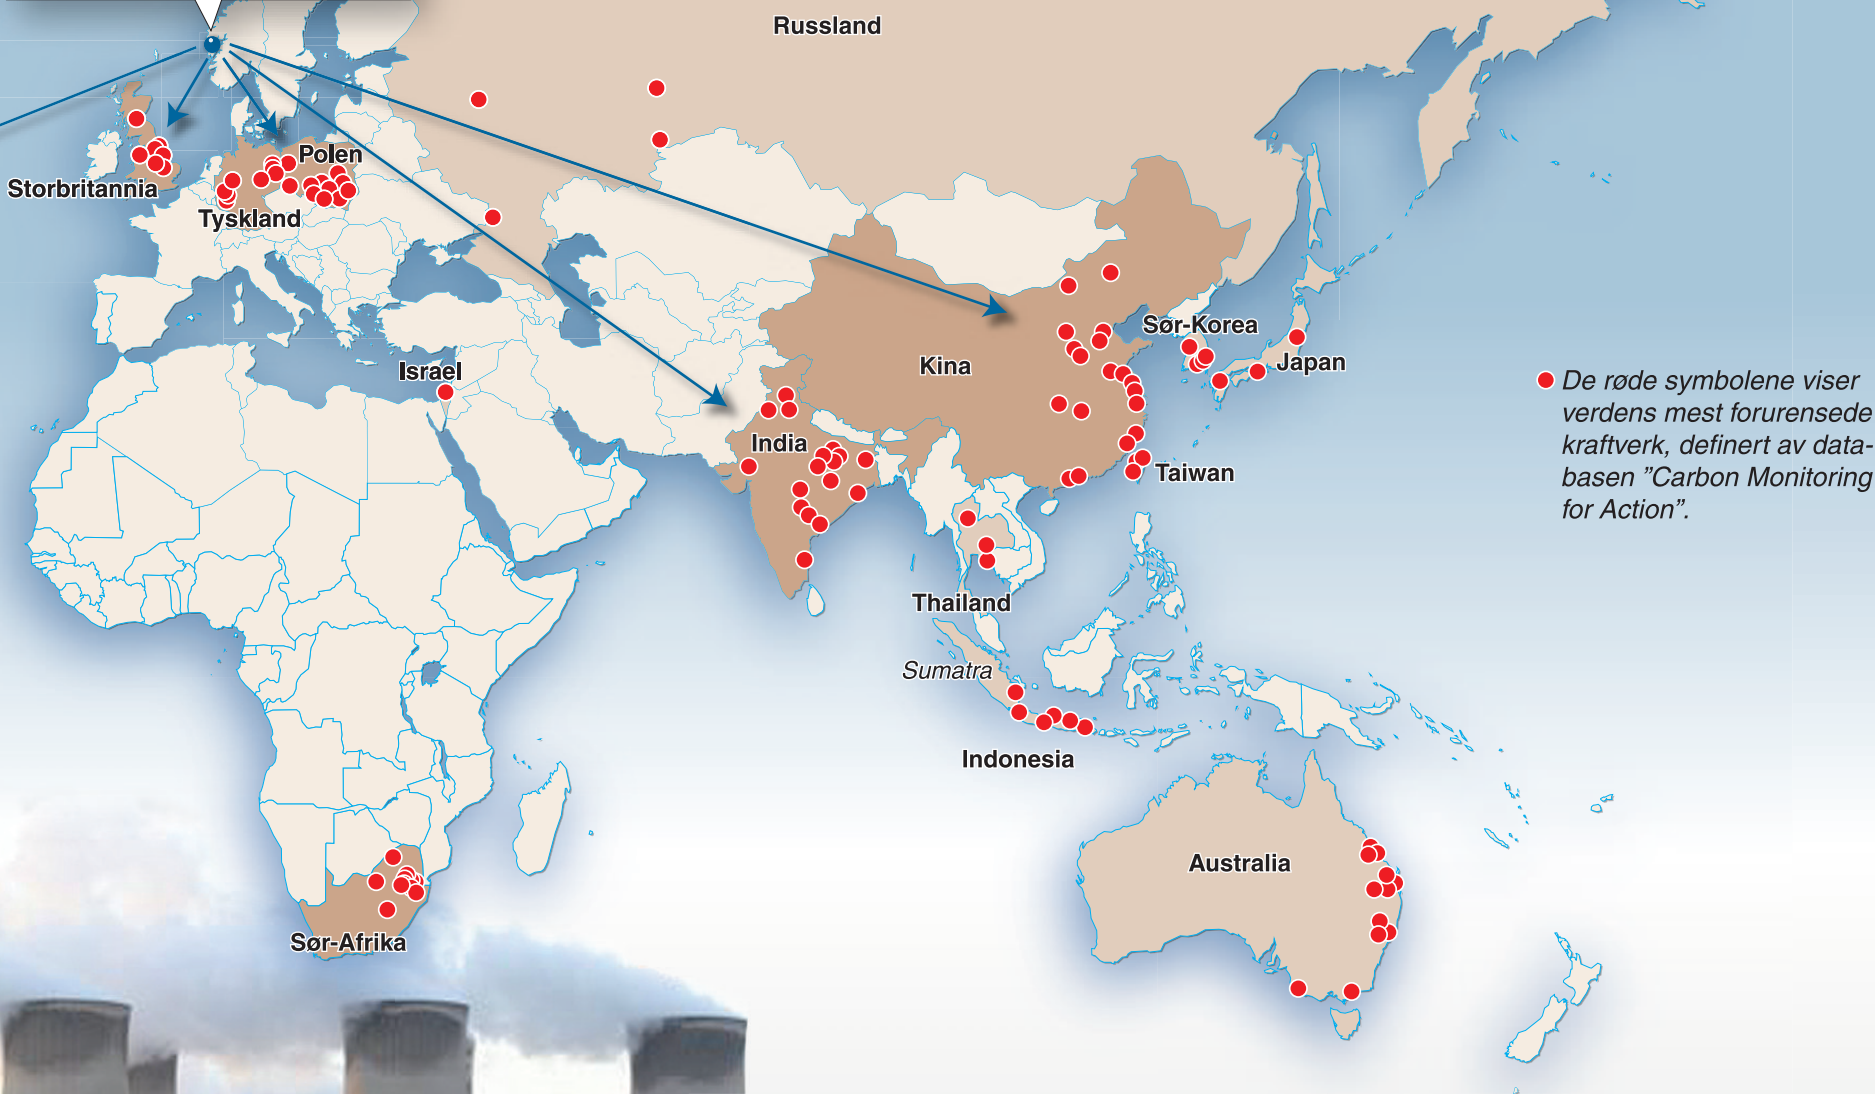 Russland
Polen
Storbritannia
Tyskland
Sør-Korea
Japan
Israel
Kina
De røde symbolene viser
verdens mest forurensede
kraftverk, definert av data-
basen ”Carbon Monitoring
for Action”.
India
Taiwan
Thailand
Sumatra
Indonesia
Australia
Sør-Afrika